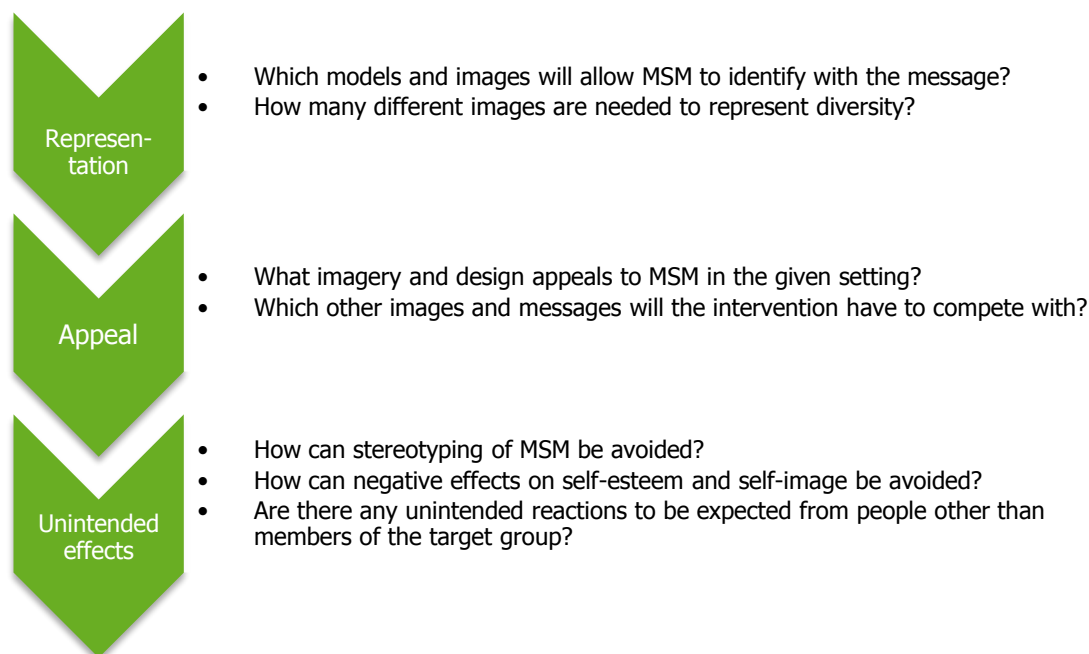 Represen-
tation
• Which models and images will allow MSM to identify with the message?
• How many different images are needed to represent diversity?
Appeal
• What imagery and design appeals to MSM in the given setting?
• Which other images and messages will the intervention have to compete with?
Unintended
effects
• How can stereotyping of MSM be avoided?
• How can negative effects on self-esteem and self-image be avoided?
• Are there any unintended reactions to be expected from people other than
members of the target group?